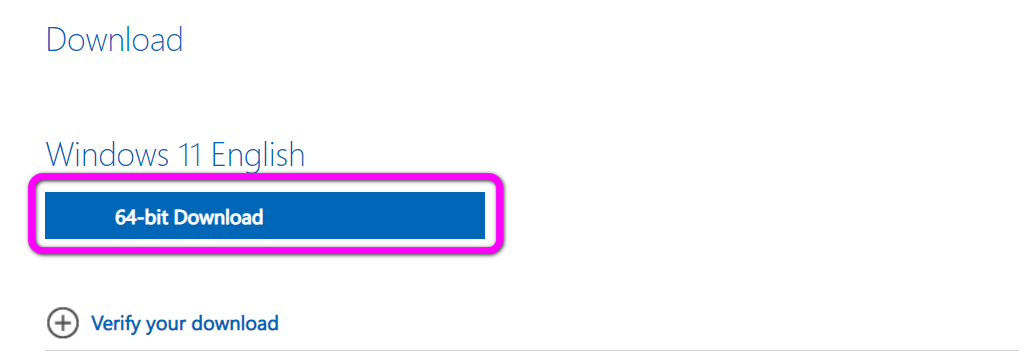 Download
Windows 11 English
64-bit Download
Verify your download